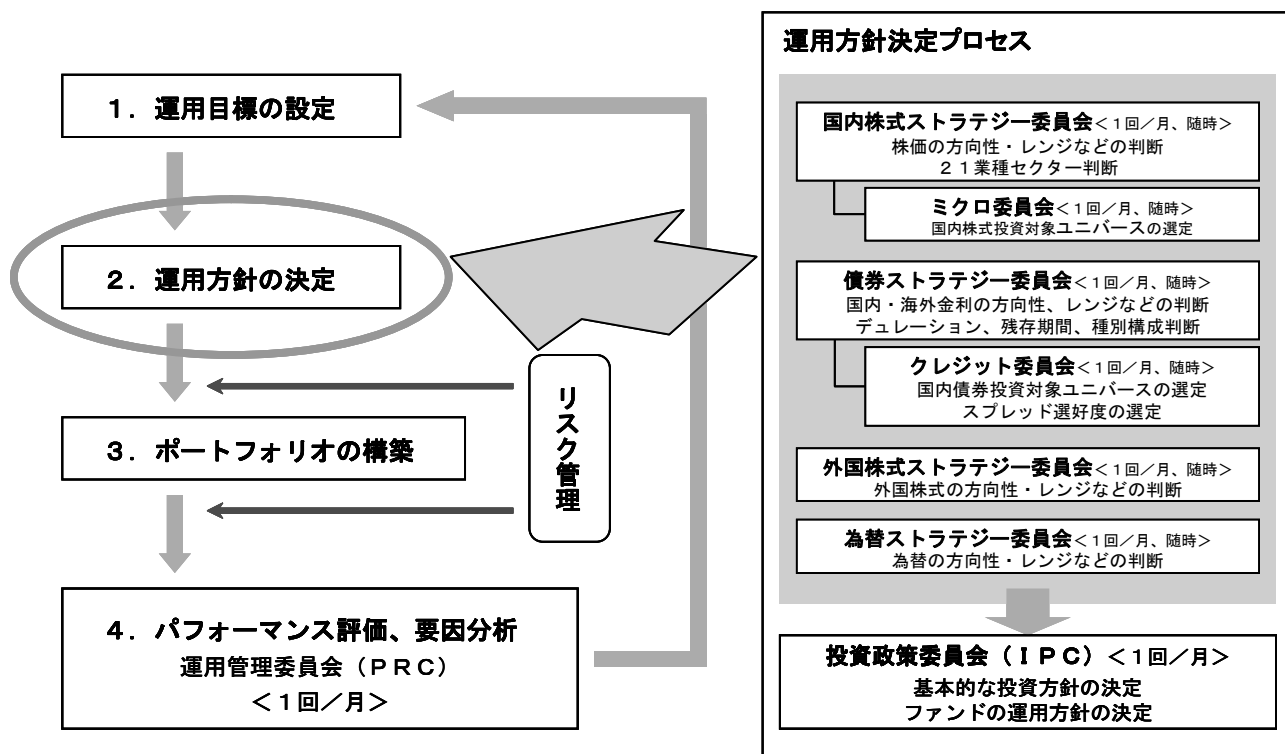 1．運用目標の設定
2．運用方針の決定
3．ポートフォリオの構築
4．パフォーマンス評価、要因分析
運用管理委員会（ＰＲＣ）
＜1回／月＞
リスク管理
運用方針決定プロセス
国内株式ストラテジー委員会＜1回／月、随時＞
株価の方向性・レンジなどの判断
２１業種セクター判断
ミクロ委員会＜1回／月、随時＞
国内株式投資対象ユニバースの選定
債券ストラテジー委員会＜1回／月、随時＞
国内・海外金利の方向性、レンジなどの判断
デュレーション、残存期間、種別構成判断
クレジット委員会＜1回／月、随時＞
国内債券投資対象ユニバースの選定
スプレッド選好度の選定
外国株式ストラテジー委員会＜1回／月、随時＞
外国株式の方向性・レンジなどの判断
為替ストラテジー委員会＜1回／月、随時＞
為替の方向性・レンジなどの判断
投資政策委員会（ＩＰＣ）＜1回／月＞
基本的な投資方針の決定
ファンドの運用方針の決定